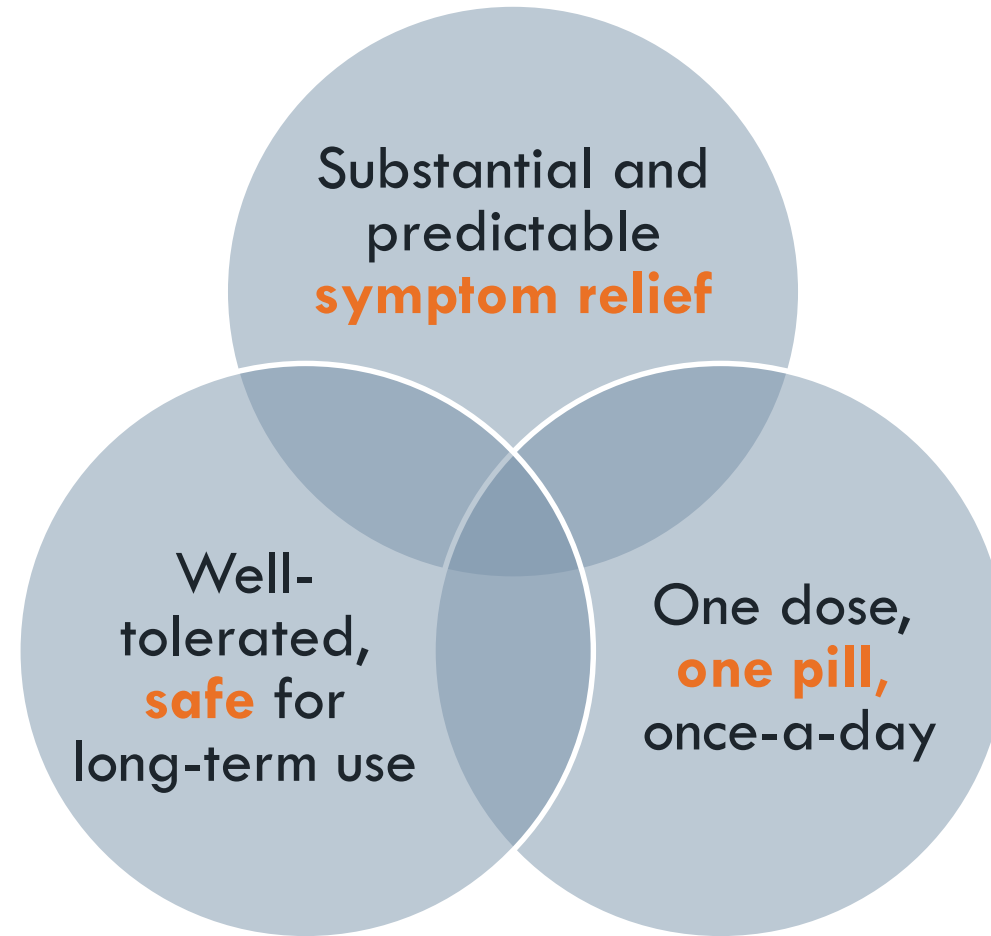 Substantial and
predictable
symptom relief
Well-
tolerated,
safe for
long-term use
One dose,
one pill,
once-a-day